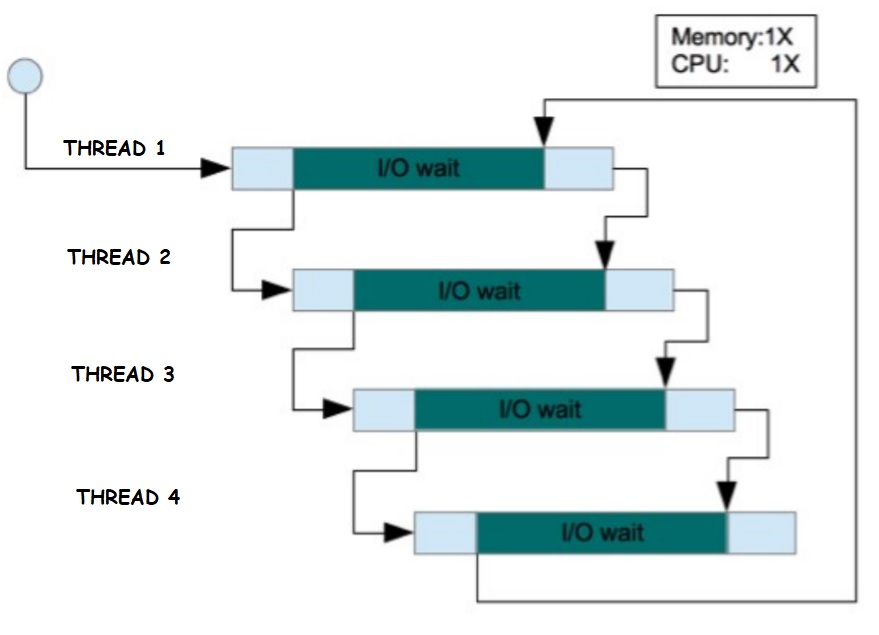 Memory:1X
CPU: 1X
THREAD 1
I/O wait
THREAD 2
I/O wait
THREAD 3
I/O wait
THREAD 4
I/O wait